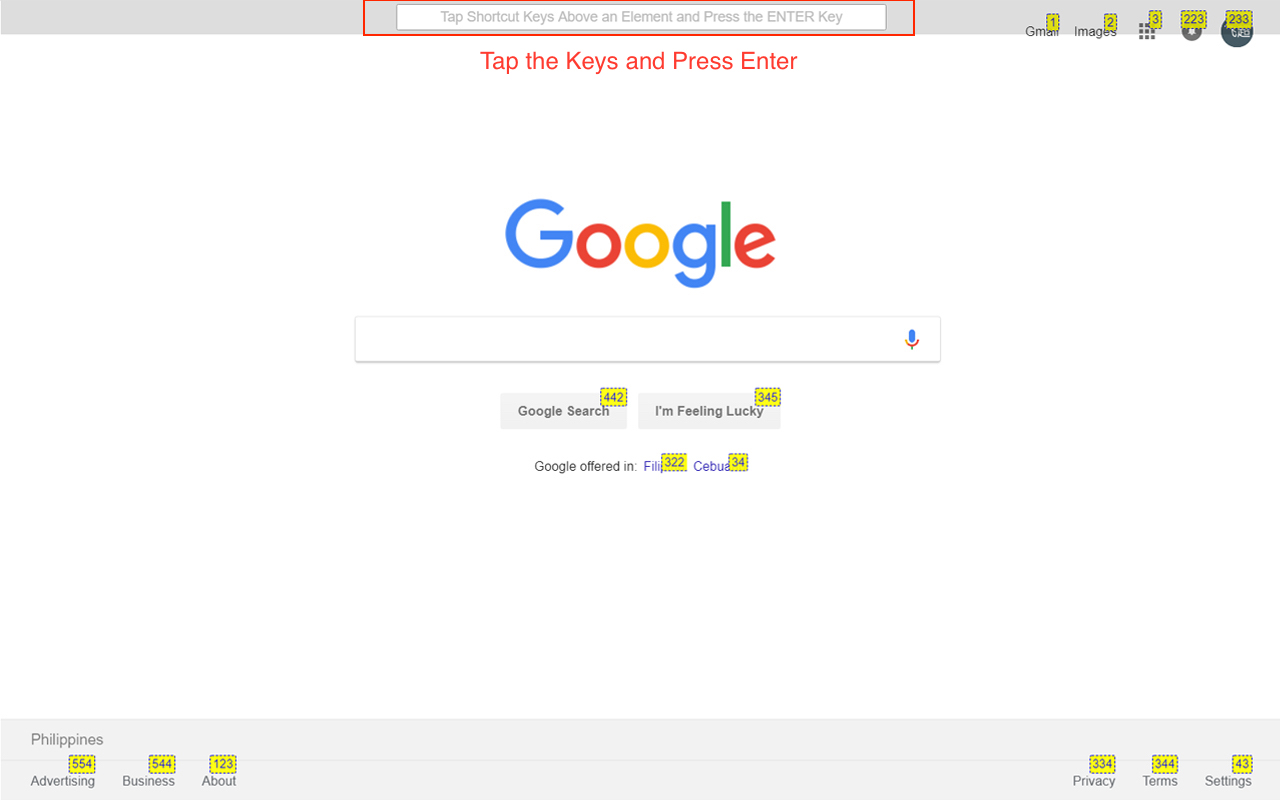 Tap Shortcut Keys Above an Element and Press the ENTER Key
Gmail 1 Images 2 3 223 233
Tap the Keys and Press Enter
Google
Google Search 442 I'm Feeling Lucky 345
Google offered in: Fili 322 Cebua 34
Philippines
554 544 123 334 344 43
Advertising Business About Privacy Terms Settings